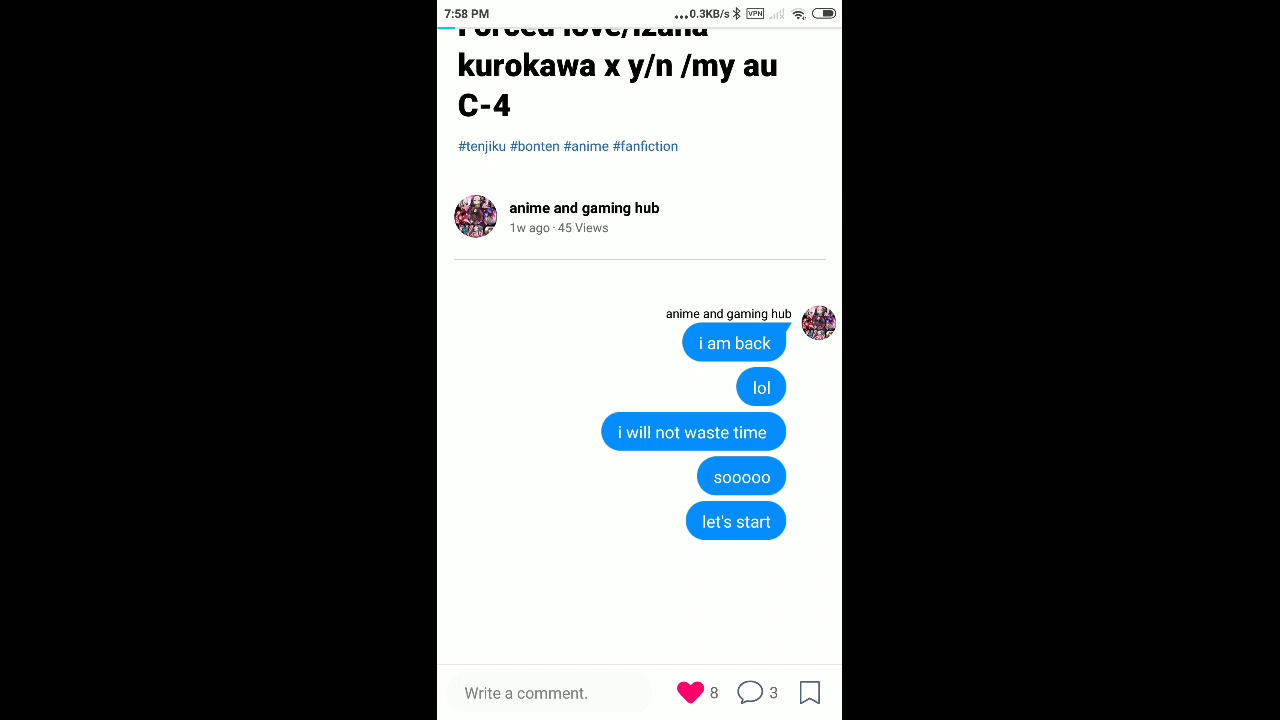 7:58 PM ...0.3KB/s VPN
Forced love/Izana
kurokawa x y/n /my au
C-4
#tenjiku #bonten #anime #fanfiction
anime and gaming hub
1w ago · 45 Views
anime and gaming hub
i am back
lol
i will not waste time
sooooo
let's start
Write a comment. 8 3